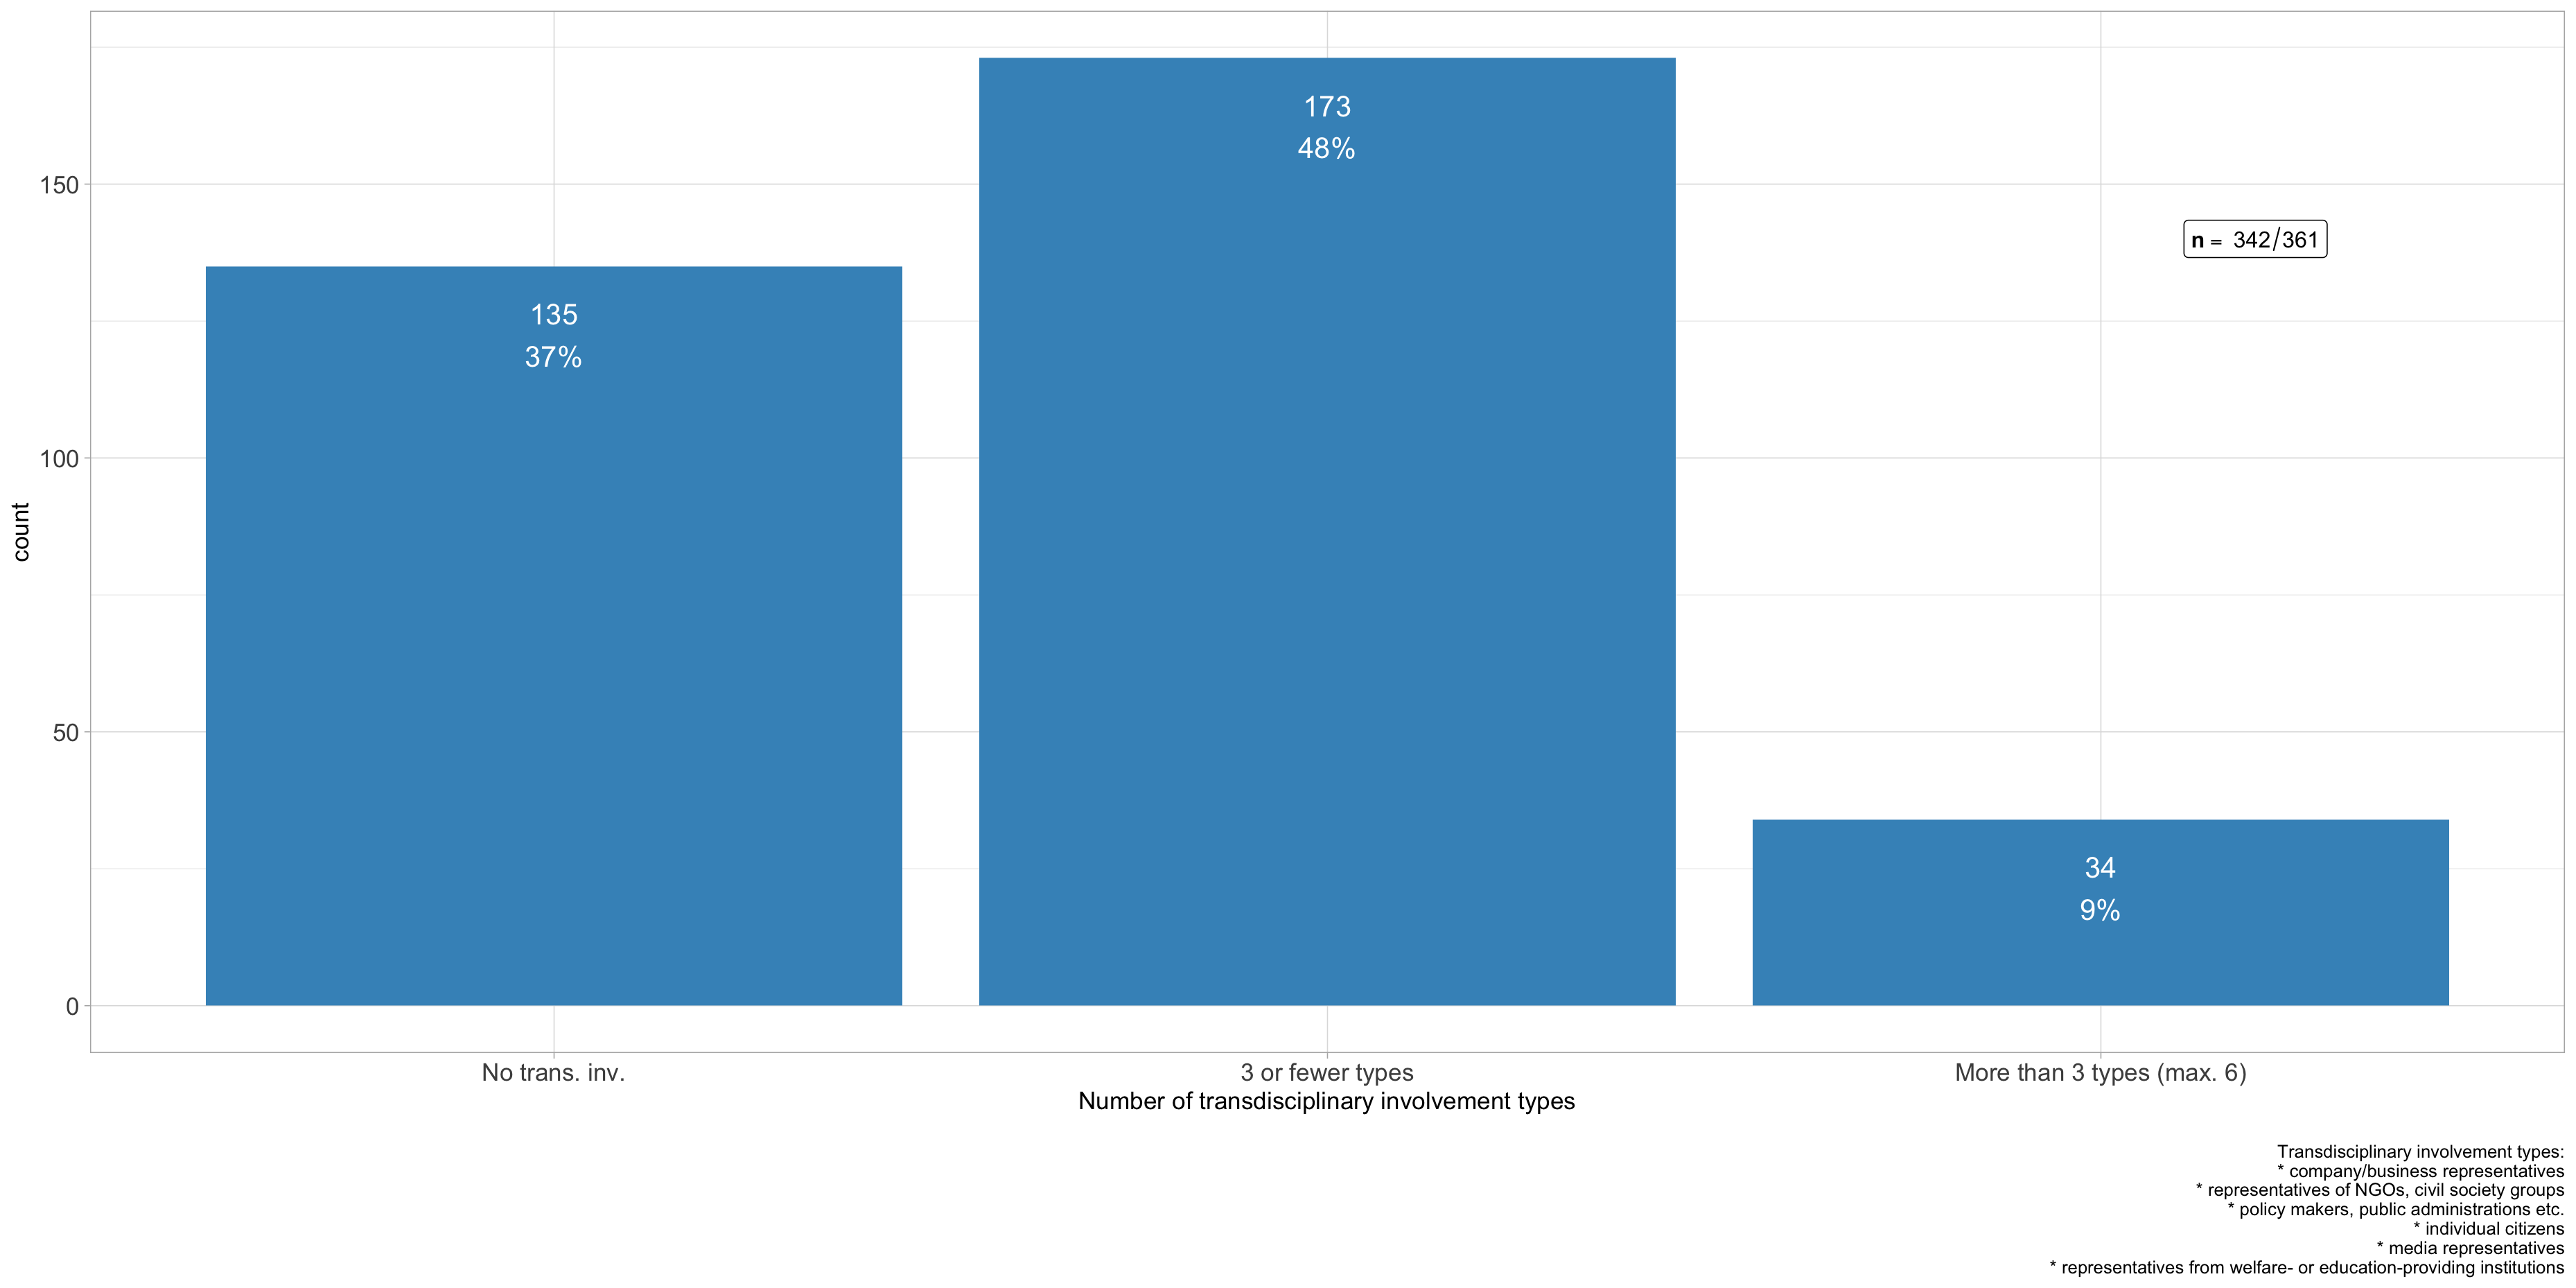 173
48%
150
n = 342/361
135
37%
100
count
50
34
9%
0
No trans. inv.
3 or fewer types
More than 3 types (max. 6)
Number of transdisciplinary involvement types
Transdisciplinary involvement types:
* company/business representatives
* representatives of NGOs, civil society groups
* policy makers, public administrations etc.
* individual citizens
* media representatives
* representatives from welfare- or education-providing institutions